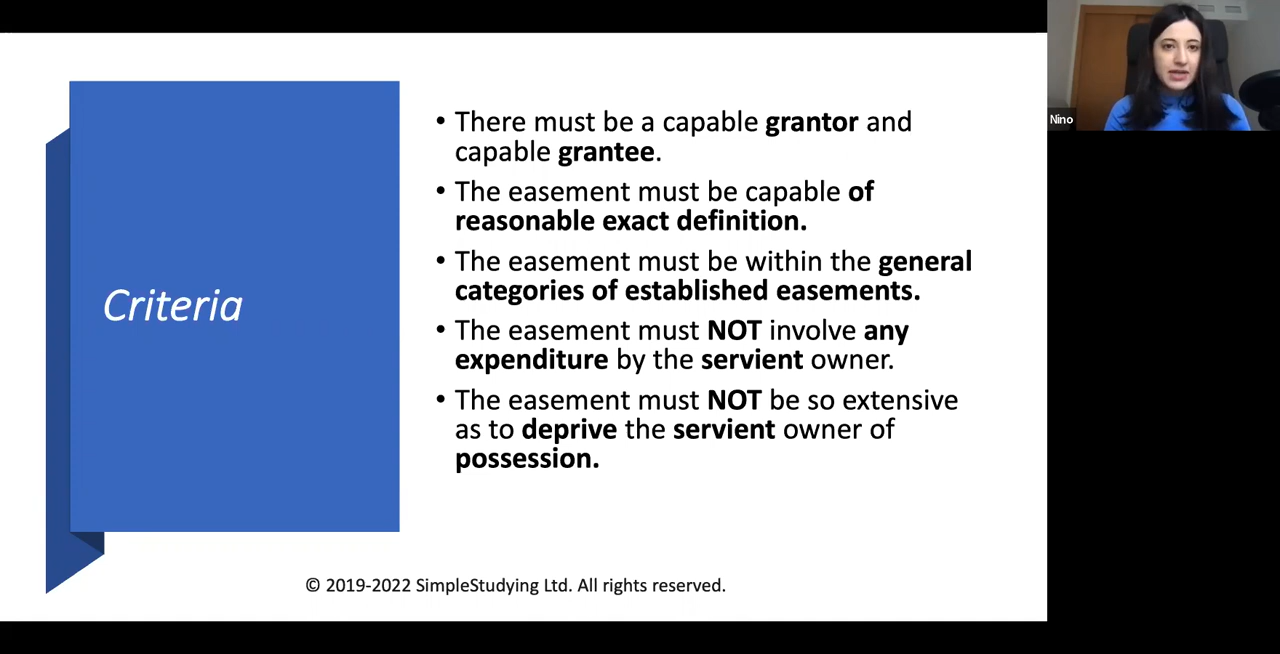 Criteria
• There must be a capable grantor and
capable grantee.
• The easement must be capable of
reasonable exact definition.
• The easement must be within the general
categories of established easements.
• The easement must NOT involve any
expenditure by the servient owner.
• The easement must NOT be so extensive
as to deprive the servient owner of
possession.
© 2019-2022 SimpleStudying Ltd. All rights reserved.
Nino